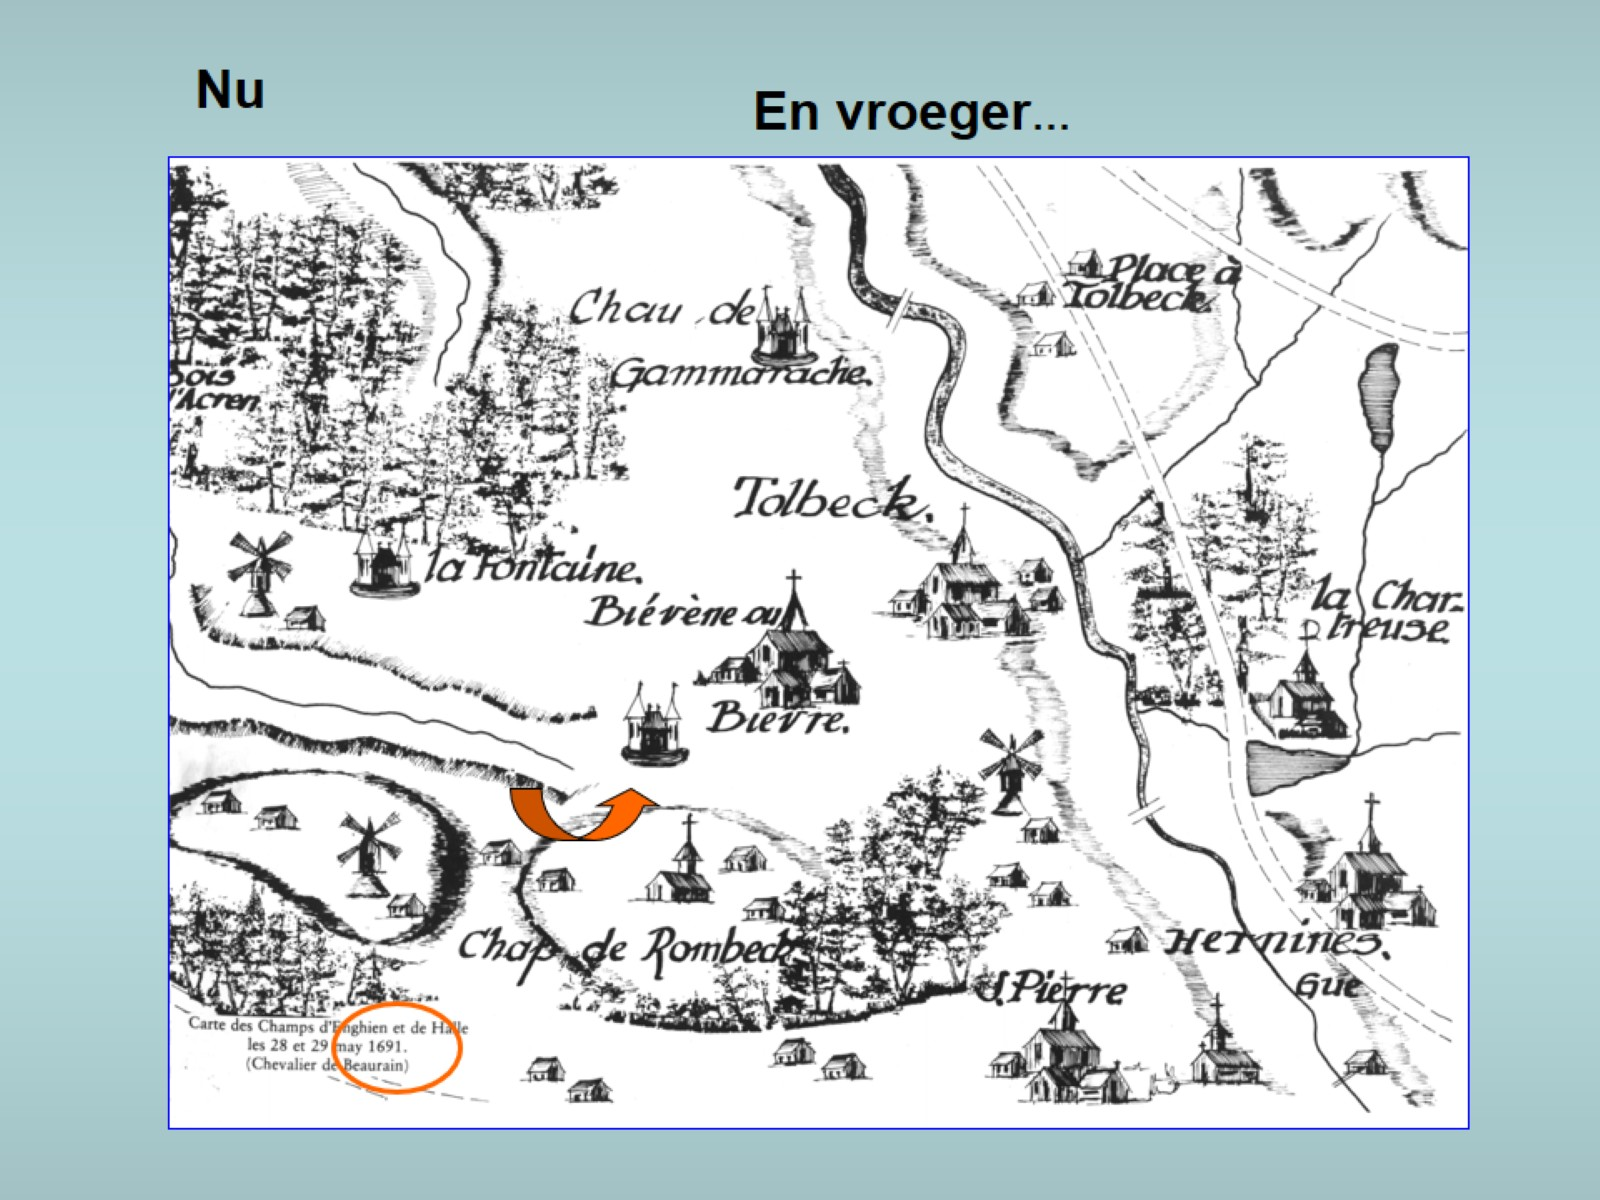 Nu
En vroeger...
Place à
Tolbeck.
Chau de
Gammarache.
Bois
d'Acren
Tolbeck.
la Fontaine.
Biévène ou
Bievre.
la Char-
treuse
Chap de Rombeck
Hernines.
Gue
S.Pierre
Carte des Champs d'Enghien et de Halle
les 28 et 29 may 1691.
(Chevalier de Beaurain)